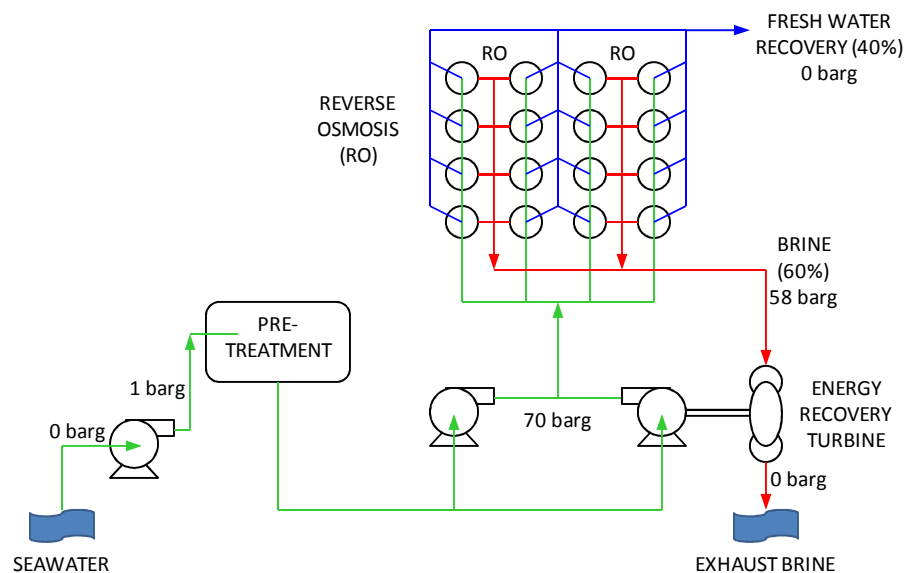 FRESH WATER
RECOVERY (40%)
0 barg
RO
RO
REVERSE
OSMOSIS
(RO)
BRINE
(60%)
58 barg
PRE-
TREATMENT
1 barg
0 barg
70 barg
ENERGY
RECOVERY
TURBINE
0 barg
SEAWATER
EXHAUST BRINE